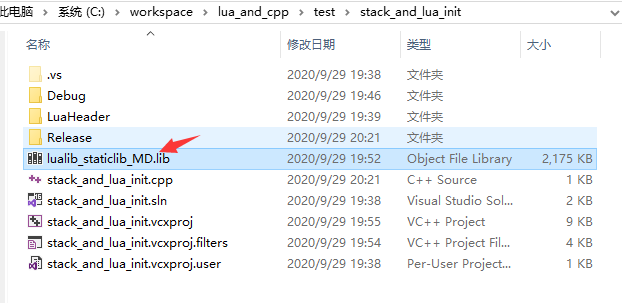 此电脑 › 系统 (C:) › workspace › lua_and_cpp › test › stack_and_lua_init
名称 修改日期 类型 大小
.vs 2020/9/29 19:38 文件夹
Debug 2020/9/29 19:46 文件夹
LuaHeader 2020/9/29 19:39 文件夹
Release 2020/9/29 20:21 文件夹
lualib_staticlib_MD.lib 2020/9/29 19:52 Object File Library 2,175 KB
stack_and_lua_init.cpp 2020/9/29 20:21 C++ Source 1 KB
stack_and_lua_init.sln 2020/9/29 19:38 Visual Studio Sol... 2 KB
stack_and_lua_init.vcxproj 2020/9/29 19:55 VC++ Project 9 KB
stack_and_lua_init.vcxproj.filters 2020/9/29 19:54 VC++ Project Fil... 4 KB
stack_and_lua_init.vcxproj.user 2020/9/29 19:38 Per-User Project... 1 KB